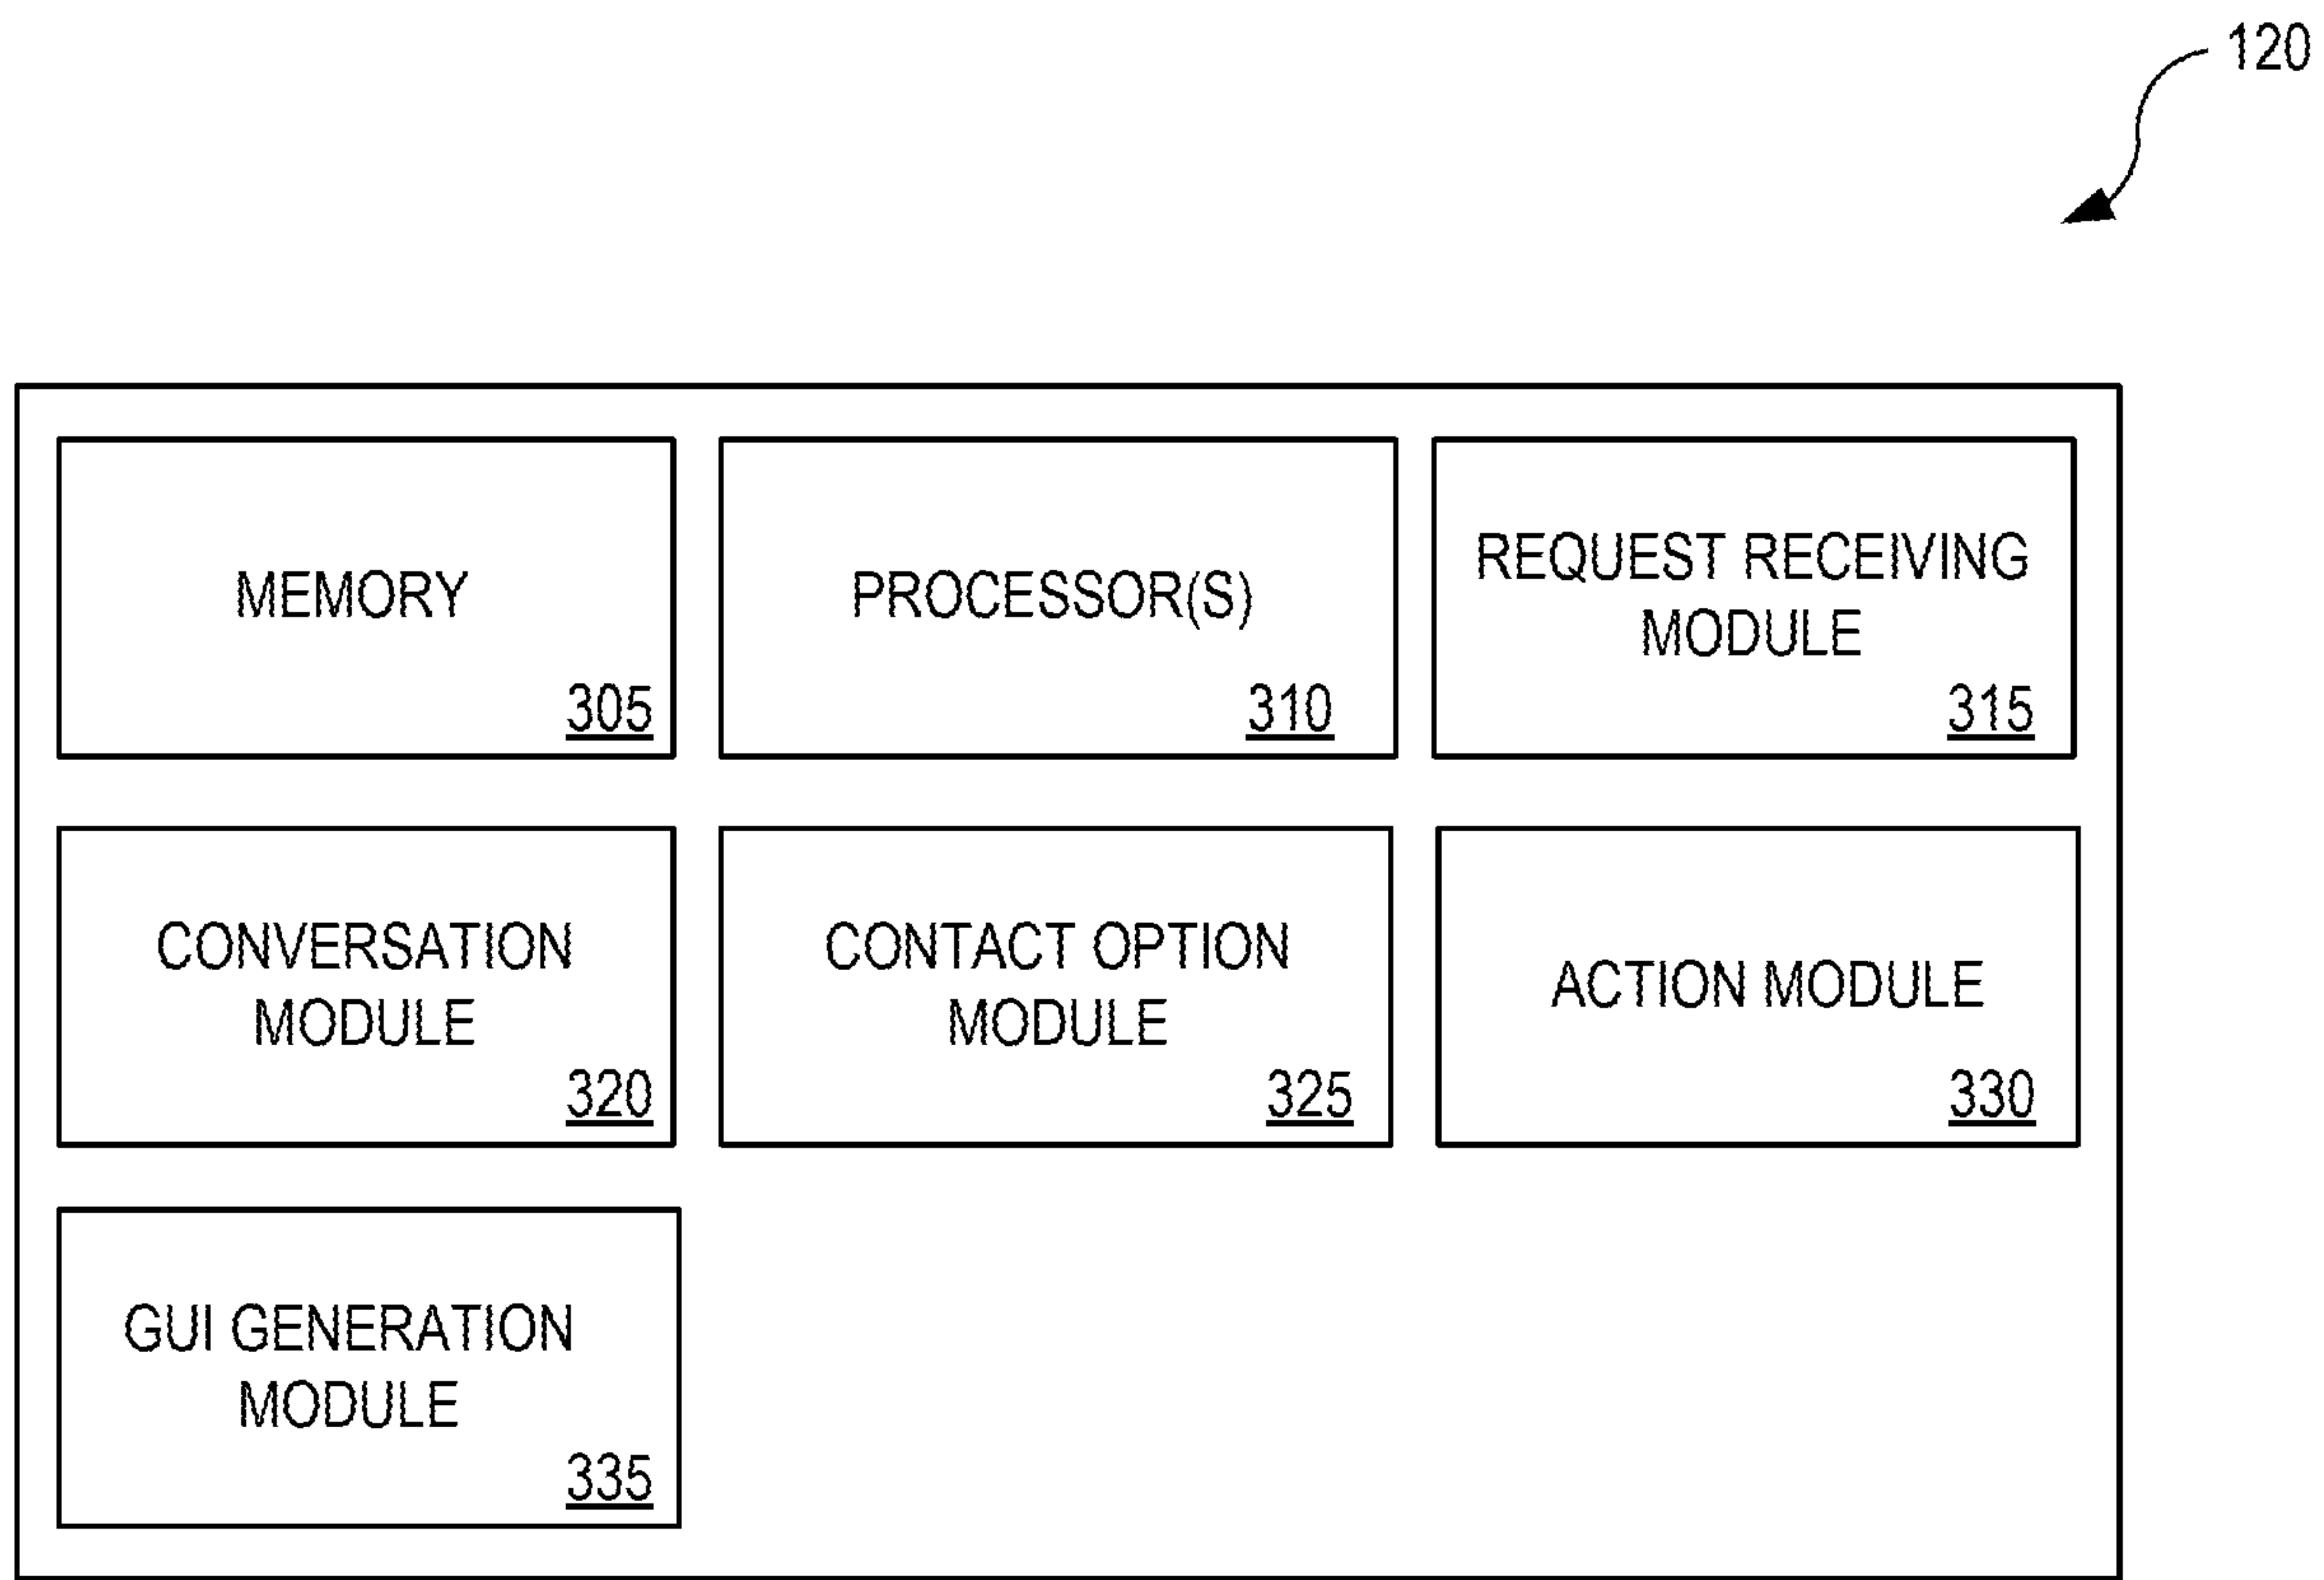 120
MEMORY
305
PROCESSOR(S)
310
REQUEST RECEIVING
MODULE
315
CONVERSATION
MODULE
320
CONTACT OPTION
MODULE
325
ACTION MODULE
330
GUI GENERATION
MODULE
335